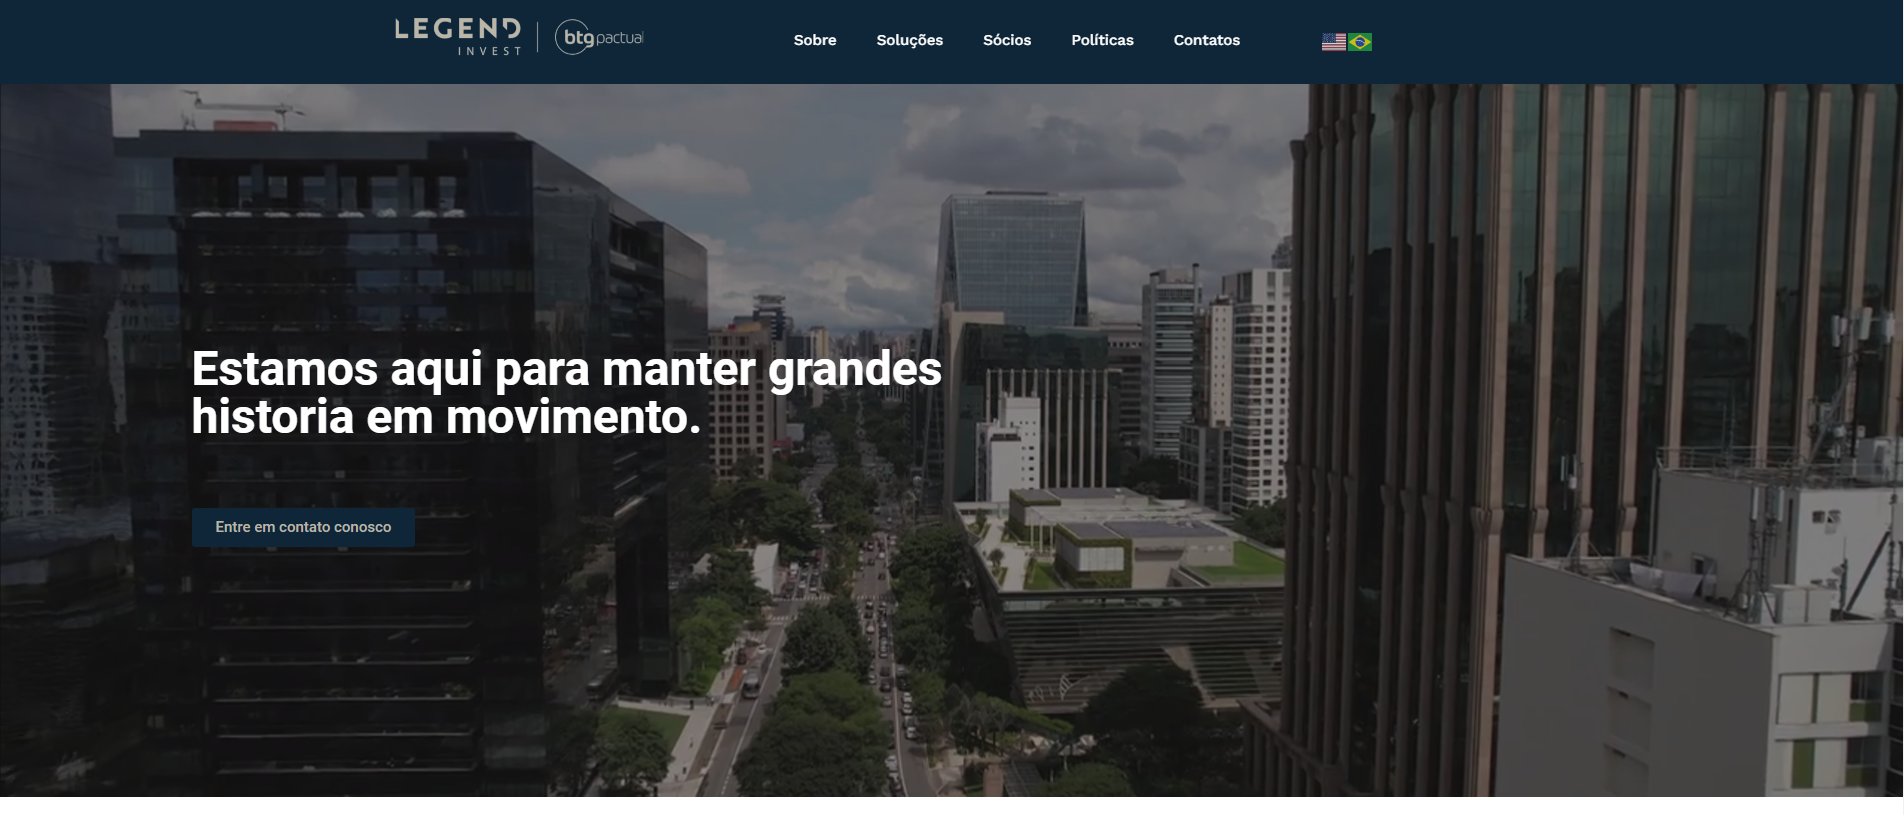 LEGEND
INVEST
btg pactual
Sobre
Soluções
Sócios
Políticas
Contatos
Estamos aqui para manter grandes
historia em movimento.
Entre em contato conosco